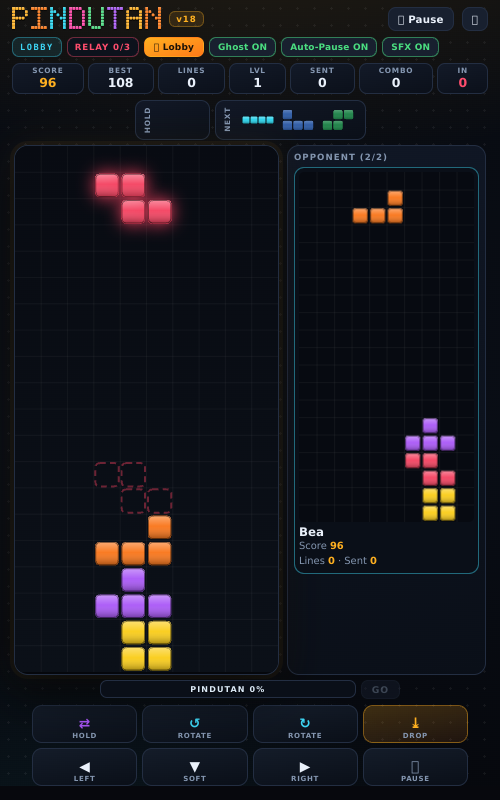 PINDUTAN v18 Pause
LOBBY RELAY 0/3 Lobby Ghost ON Auto-Pause ON SFX ON
SCORE BEST LINES LVL SENT COMBO IN
96 108 0 1 0 0 0
HOLD NEXT
OPPONENT (2/2)
Bea
Score 96
Lines 0 · Sent 0
PINDUTAN 0% GO
HOLD ROTATE ROTATE DROP
LEFT SOFT RIGHT PAUSE